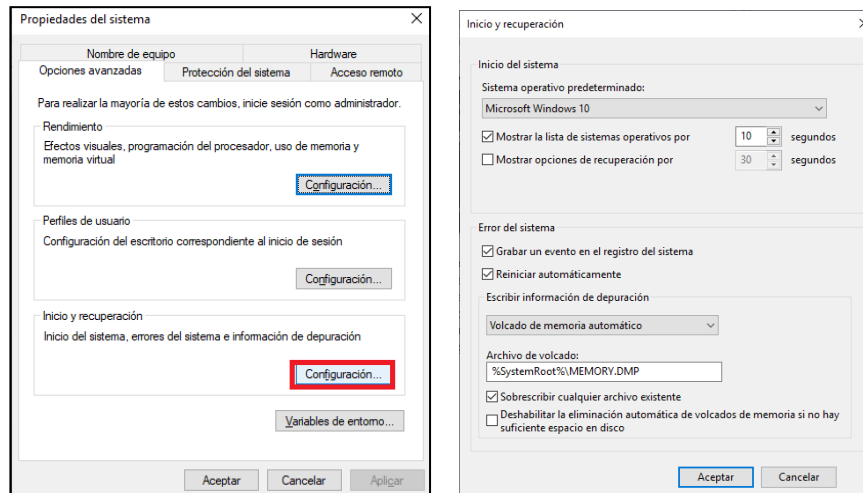 Propiedades del sistema
Nombre de equipo
Hardware
Opciones avanzadas
Protección del sistema
Acceso remoto
Para realizar la mayoría de estos cambios, inicie sesión como administrador.
Rendimiento
Efectos visuales, programación del procesador, uso de memoria y
memoria virtual
Configuración...
Perfiles de usuario
Configuración del escritorio correspondiente al inicio de sesión
Configuración...
Inicio y recuperación
Inicio del sistema, errores del sistema e información de depuración
Configuración...
Variables de entorno...
Aceptar
Cancelar
Aplicar
Inicio y recuperación
Inicio del sistema
Sistema operativo predeterminado:
Microsoft Windows 10
Mostrar la lista de sistemas operativos por 10 segundos
Mostrar opciones de recuperación por 30 segundos
Error del sistema
Grabar un evento en el registro del sistema
Reiniciar automáticamente
Escribir información de depuración
Volcado de memoria automático
Archivo de volcado:
%SystemRoot%\MEMORY.DMP
Sobrescribir cualquier archivo existente
Deshabilitar la eliminación automática de volcados de memoria si no hay
suficiente espacio en disco
Aceptar
Cancelar